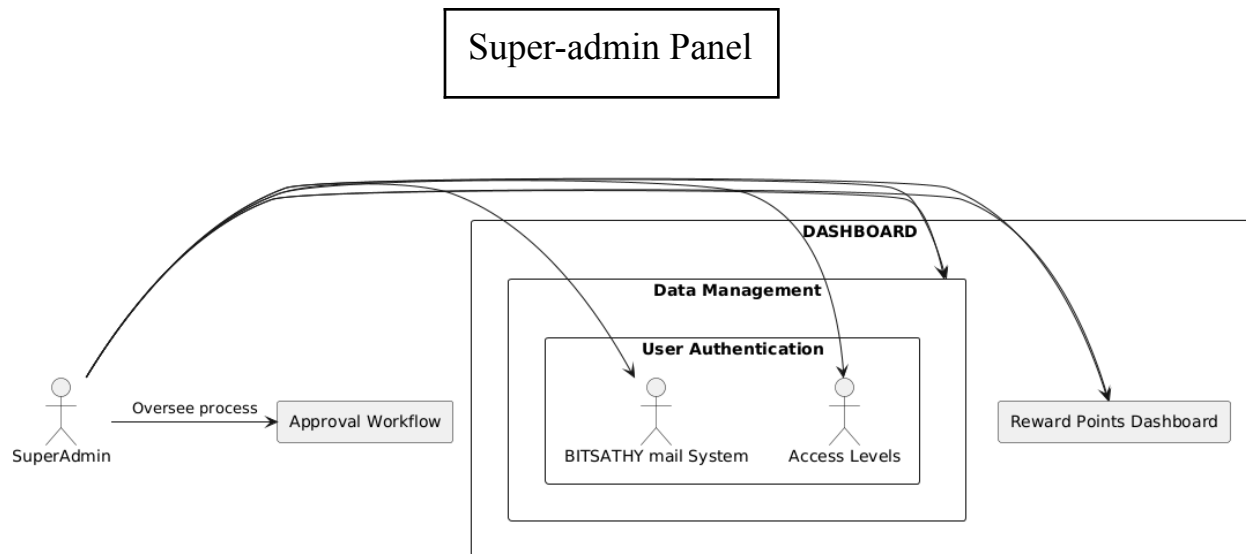 Super-admin Panel
DASHBOARD
Data Management
User Authentication
Oversee process
Approval Workflow
Reward Points Dashboard
SuperAdmin
BITSATHY mail System
Access Levels